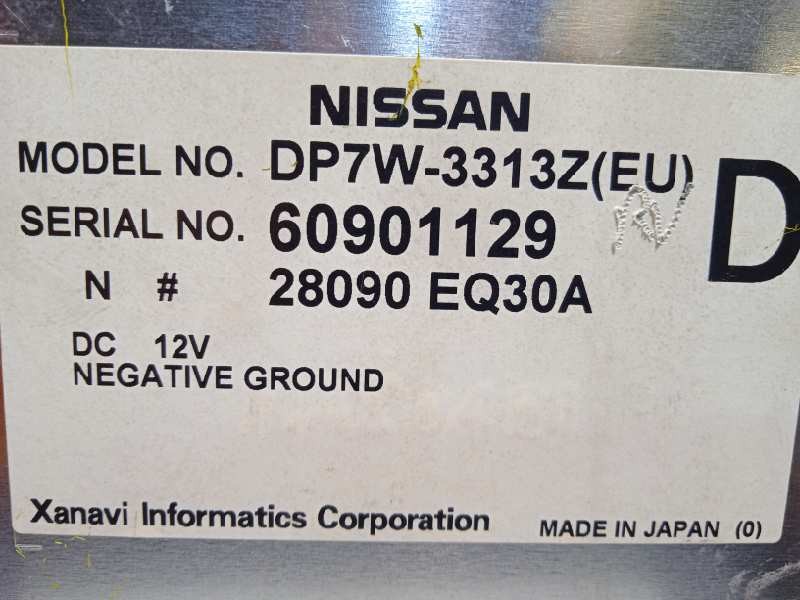 NISSAN
MODEL NO. DP7W-3313Z(EU)
SERIAL NO. 60901129
D
N # 28090 EQ30A
DC 12V
NEGATIVE GROUND
Xanavi Informatics Corporation
MADE IN JAPAN (0)